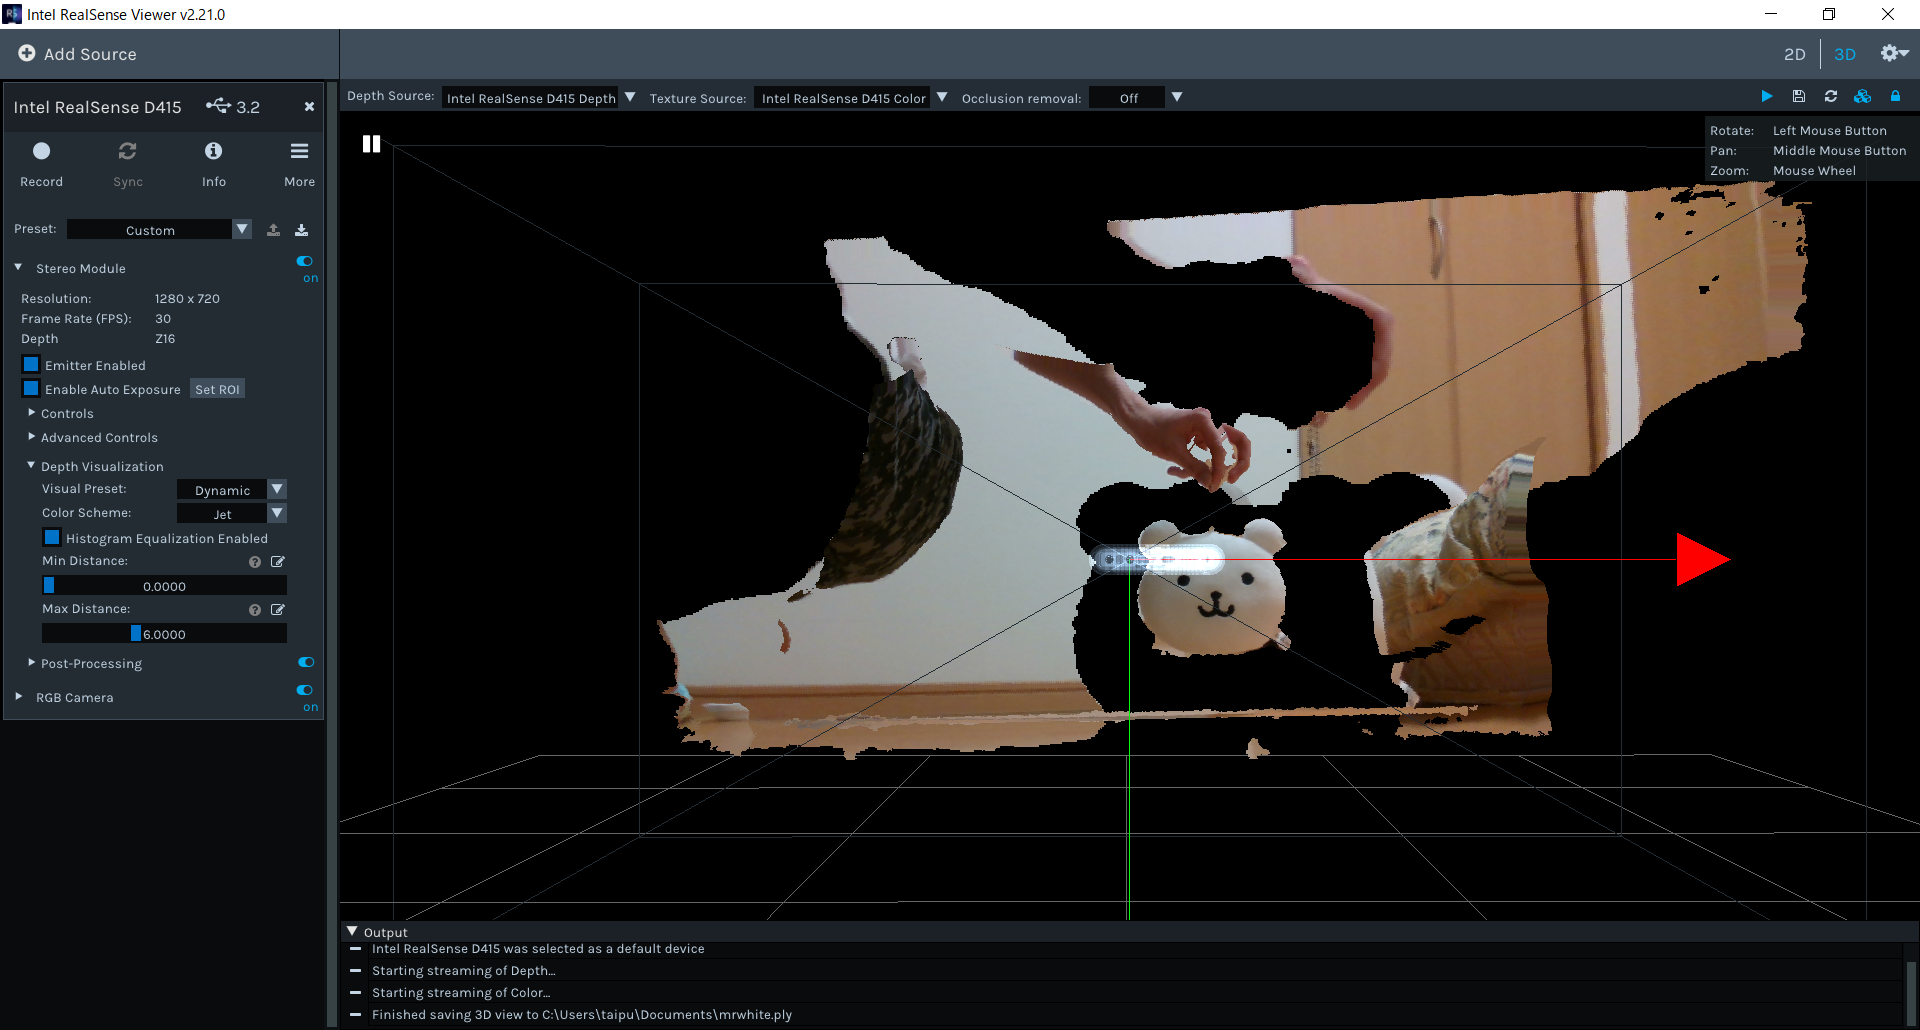 Intel RealSense Viewer v2.21.0
Add Source
2D 3D
Intel RealSense D415 3.2
Depth Source: Intel RealSense D415 Depth Texture Source: Intel RealSense D415 Color Occlusion removal: Off
Rotate: Left Mouse Button
Pan: Middle Mouse Button
Zoom: Mouse Wheel
Record Sync Info More
Preset: Custom
Stereo Module
on
Resolution: 1280 x 720
Frame Rate (FPS): 30
Depth Z16
Emitter Enabled
Enable Auto Exposure Set ROI
Controls
Advanced Controls
Depth Visualization
Visual Preset: Dynamic
Color Scheme: Jet
Histogram Equalization Enabled
Min Distance:
0.0000
Max Distance:
6.0000
Post-Processing
RGB Camera
on
Output
Intel RealSense D415 was selected as a default device
Starting streaming of Depth...
Starting streaming of Color...
Finished saving 3D view to C:\Users\taipu\Documents\mrwhite.ply